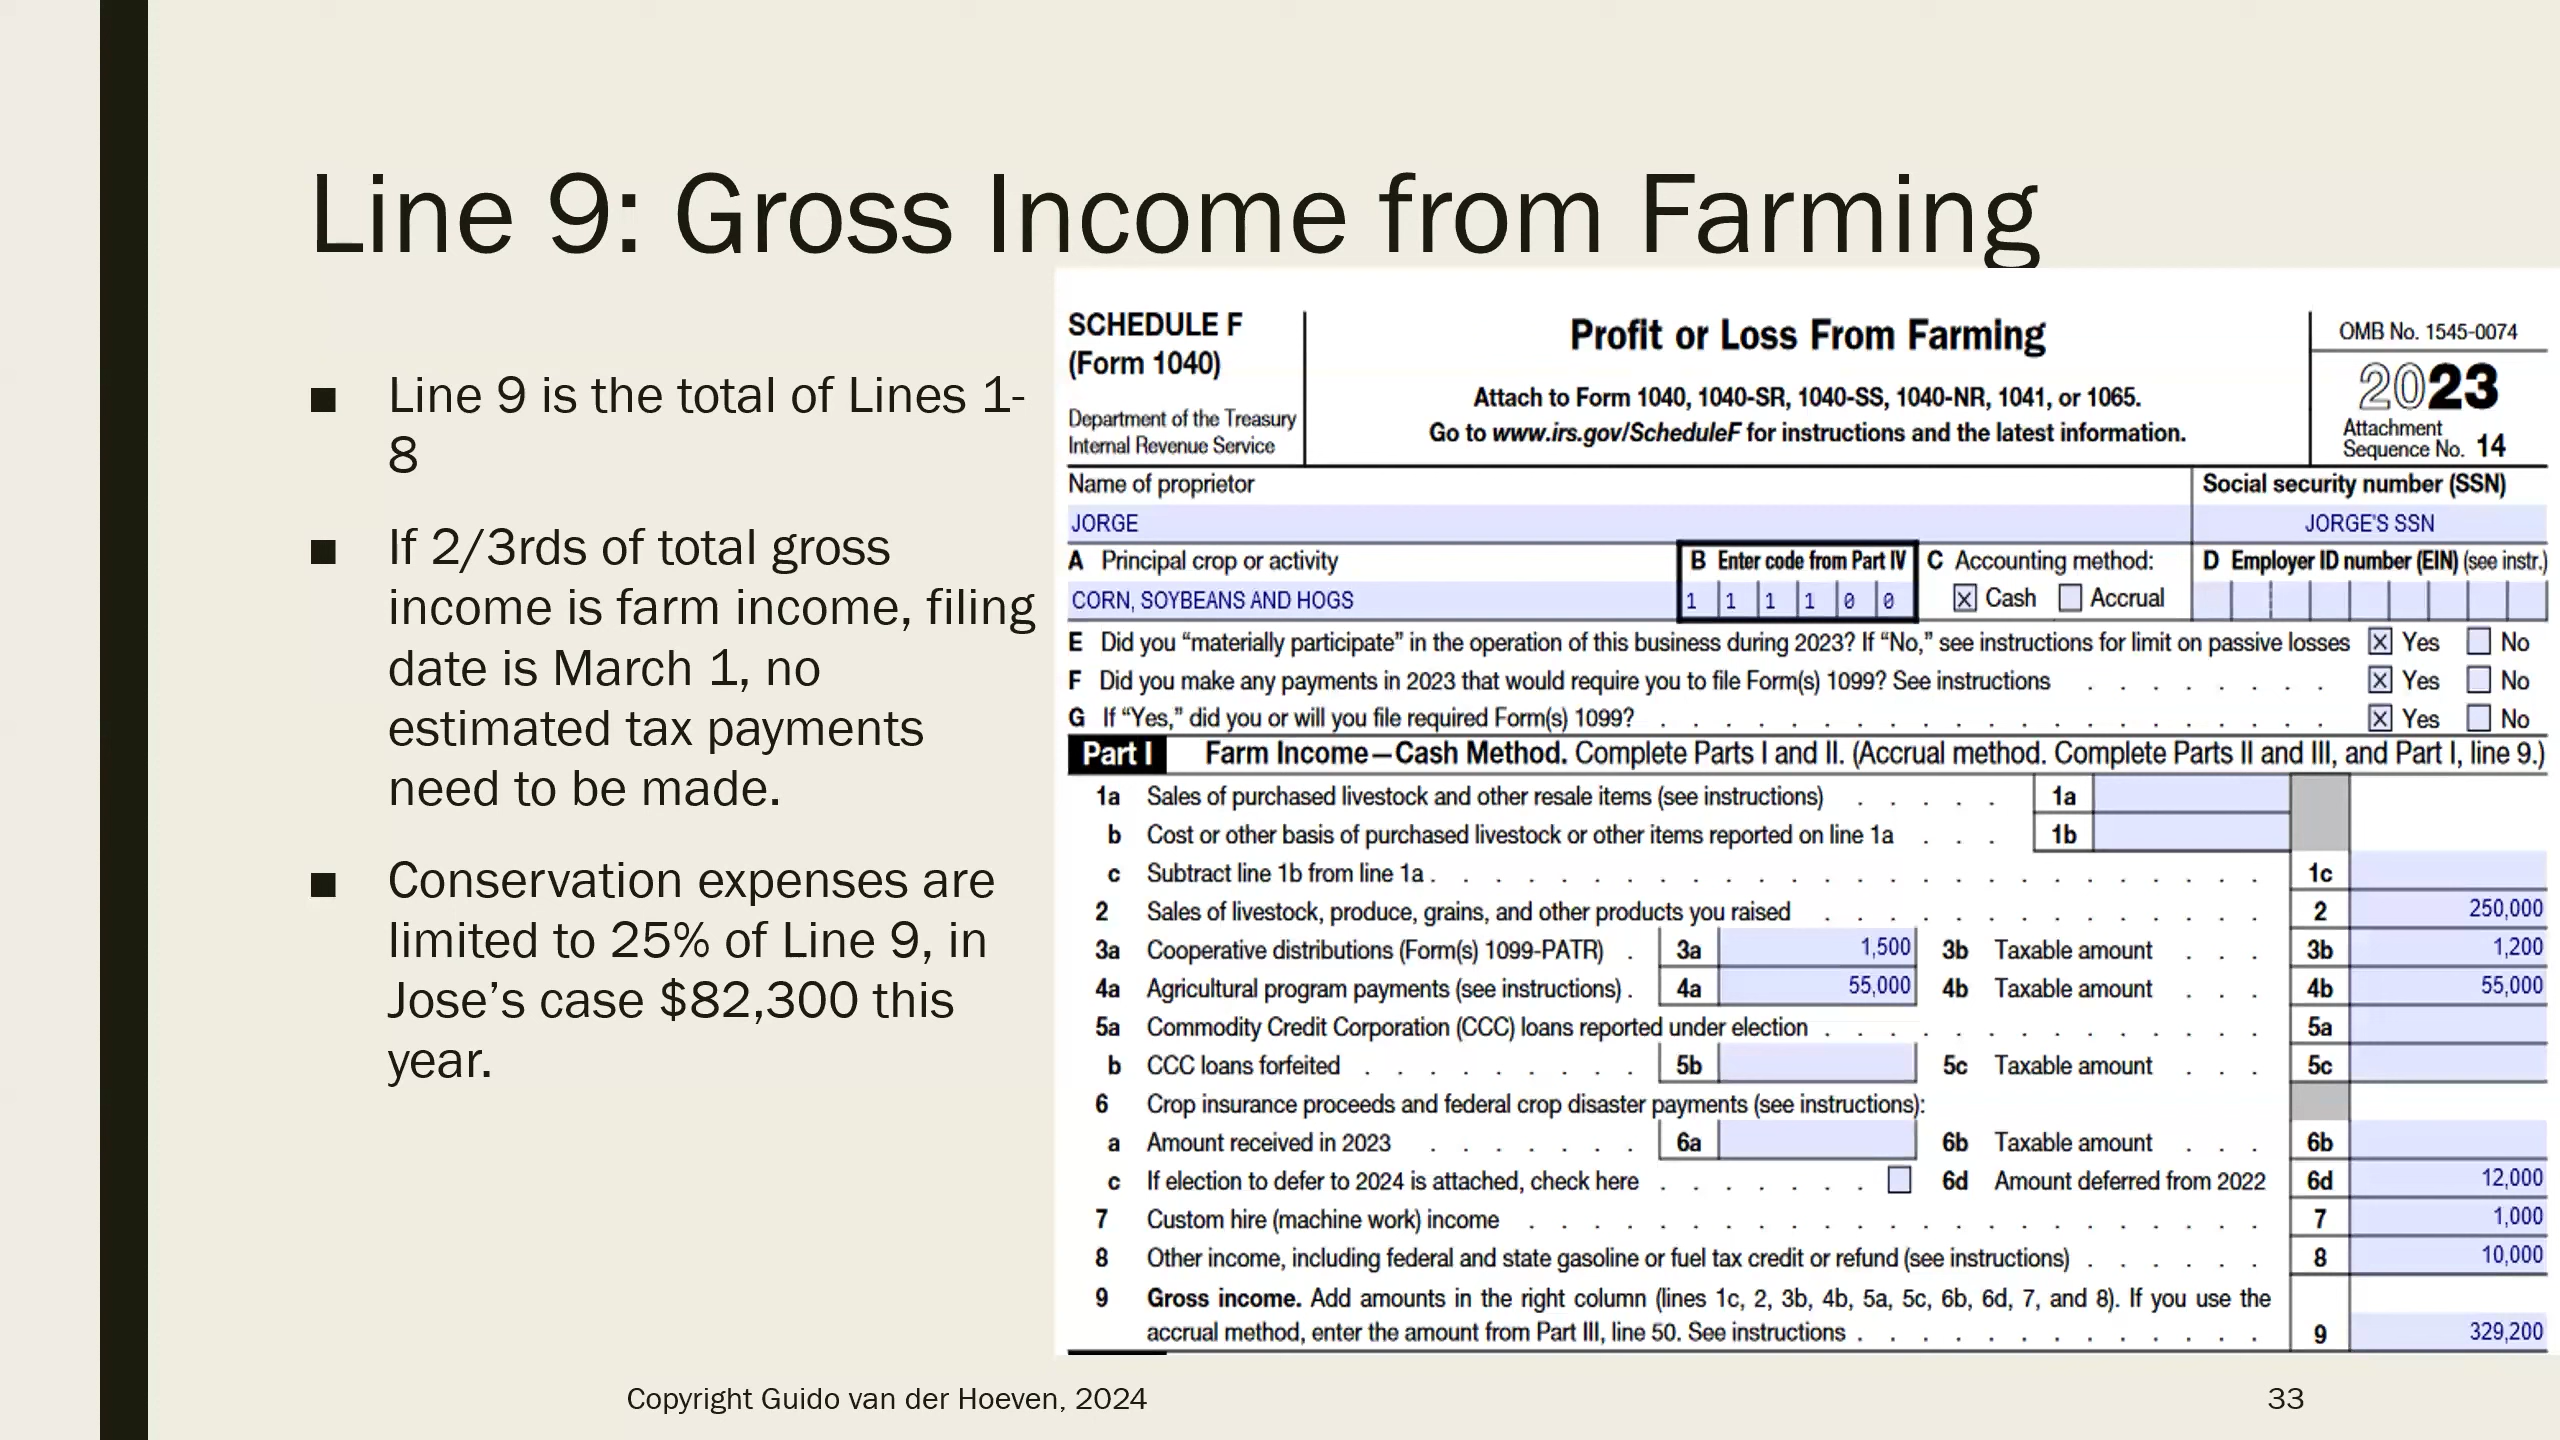 Line 9: Gross Income from Farming
■ Line 9 is the total of Lines 1-
8
■ If 2/3rds of total gross
income is farm income, filing
date is March 1, no
estimated tax payments
need to be made.
■ Conservation expenses are
limited to 25% of Line 9, in
Jose’s case $82,300 this
year.
SCHEDULE F
(Form 1040)
Department of the Treasury
Internal Revenue Service
Profit or Loss From Farming
Attach to Form 1040, 1040-SR, 1040-SS, 1040-NR, 1041, or 1065.
Go to www.irs.gov/ScheduleF for instructions and the latest information.
OMB No. 1545-0074
2023
Attachment
Sequence No. 14
Name of proprietor
JORGE
Social security number (SSN)
JORGE'S SSN
A Principal crop or activity
CORN, SOYBEANS AND HOGS
B Enter code from Part IV
1 1 1 1 0 0
C Accounting method:
X Cash Accrual
D Employer ID number (EIN) (see instr.)
E Did you “materially participate” in the operation of this business during 2023? If “No,” see instructions for limit on passive losses X Yes No
F Did you make any payments in 2023 that would require you to file Form(s) 1099? See instructions . . . . . . . . X Yes No
G If “Yes,” did you or will you file required Form(s) 1099? . . . . . . . . . . . . . . . . . . X Yes No
Part I Farm Income—Cash Method. Complete Parts I and II. (Accrual method. Complete Parts II and III, and Part I, line 9.)
1a Sales of purchased livestock and other resale items (see instructions) . . . . . 1a
b Cost or other basis of purchased livestock or other items reported on line 1a . . . 1b
c Subtract line 1b from line 1a . . . . . . . . . . . . . . . . . . . . 1c
2 Sales of livestock, produce, grains, and other products you raised . . . . . . . . . . . . 2 250,000
3a Cooperative distributions (Form(s) 1099-PATR) . 3a 1,500 3b Taxable amount . . . 3b 1,200
4a Agricultural program payments (see instructions) . 4a 55,000 4b Taxable amount . . . 4b 55,000
5a Commodity Credit Corporation (CCC) loans reported under election . . . . . . . . . . . . 5a
b CCC loans forfeited . . . . . . . . . 5b 5c Taxable amount . . . 5c
6 Crop insurance proceeds and federal crop disaster payments (see instructions):
a Amount received in 2023 . . . . . . . 6a 6b Taxable amount . . . 6b
c If election to defer to 2024 is attached, check here . . . . . . . 6d Amount deferred from 2022 6d 12,000
7 Custom hire (machine work) income . . . . . . . . . . . . . . . . . . 7 1,000
8 Other income, including federal and state gasoline or fuel tax credit or refund (see instructions) . . . . . . 8 10,000
9 Gross income. Add amounts in the right column (lines 1c, 2, 3b, 4b, 5a, 5c, 6b, 6d, 7, and 8). If you use the
accrual method, enter the amount from Part III, line 50. See instructions . . . . . . . . . . . . . 9 329,200
Copyright Guido van der Hoeven, 2024
33